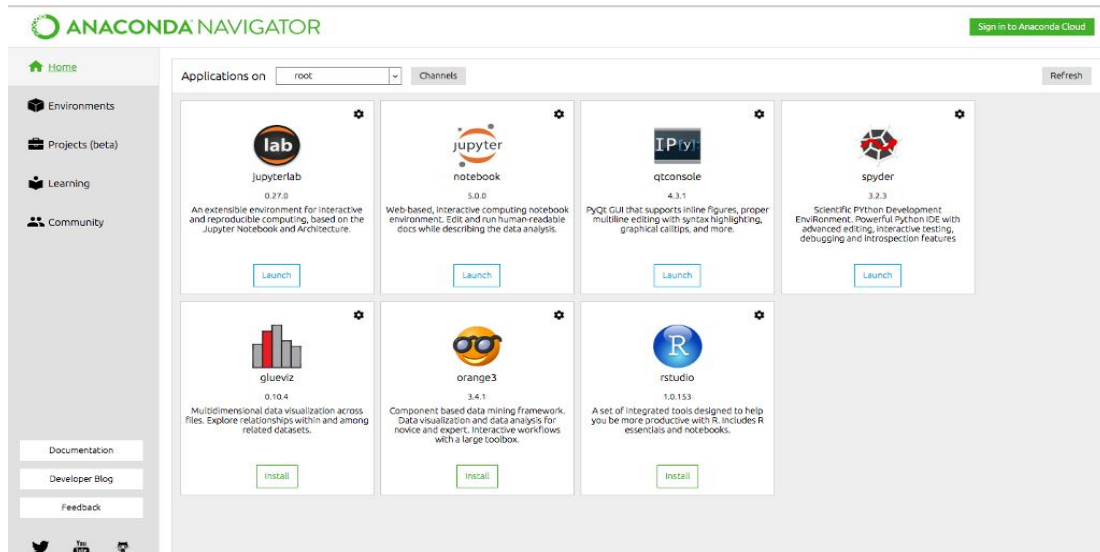 ANACONDA NAVIGATOR
Sign in to Anaconda Cloud
Home
Environments
Projects (beta)
Learning
Community
Documentation
Developer Blog
Feedback
You
Tube
Applications on
root
Channels
Refresh
lab
jupyterlab
0.27.0
An extensible environment for interactive
and reproducible computing, based on the
Jupyter Notebook and Architecture.
Launch
jupyter
notebook
5.0.0
Web-based, interactive computing notebook
environment. Edit and run human-readable
docs while describing the data analysis.
Launch
IP[y]:
qtconsole
4.3.1
PyQt GUI that supports inline figures, proper
multiline editing with syntax highlighting,
graphical calltips, and more.
Launch
spyder
3.2.3
Scientific PYthon Development
EnviRonment. Powerful Python IDE with
advanced editing, interactive testing,
debugging and introspection features
Launch
glueviz
0.10.4
Multidimensional data visualization across
files. Explore relationships within and among
related datasets.
Install
orange3
3.4.1
Component based data mining framework.
Data visualization and data analysis for
novice and expert. Interactive workflows
with a large toolbox.
Install
R
rstudio
1.0.153
A set of integrated tools designed to help
you be more productive with R. Includes R
essentials and notebooks.
Install